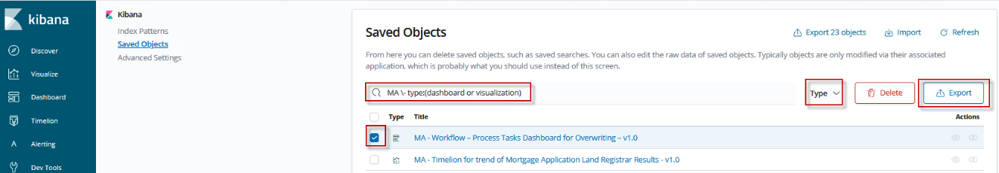 kibana
Discover
Visualize
Dashboard
Timelion
A Alerting
Dev Tools
Kibana
Index Patterns
Saved Objects
Advanced Settings
Saved Objects
Export 23 objects
Import
Refresh
From here you can delete saved objects, such as saved searches. You can also edit the raw data of saved objects. Typically objects are only modified via their associated
application, which is probably what you should use instead of this screen.
MA \- type:(dashboard or visualization)
Type
Delete
Export
Type Title Actions
MA - Workflow – Process Tasks Dashboard for Overwriting – v1.0
MA - Timelion for trend of Mortgage Application Land Registrar Results - v1.0